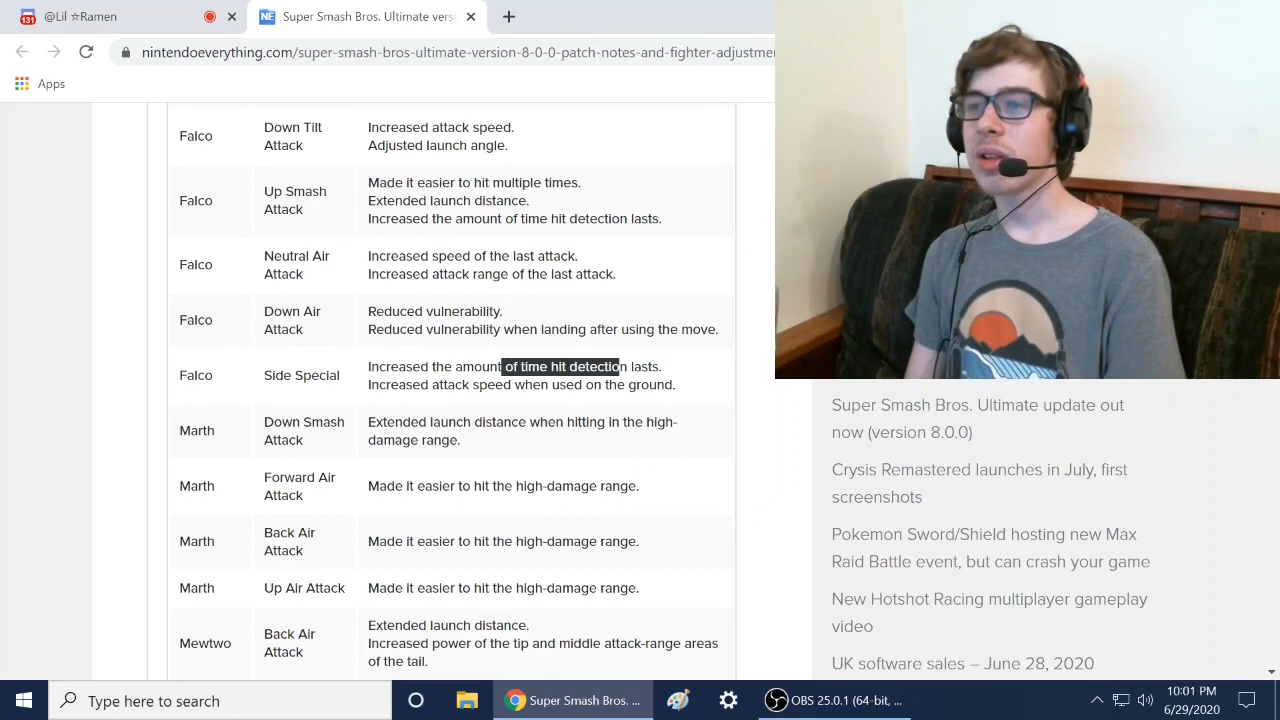 131
@Lil ☆Ramen
NE
Super Smash Bros. Ultimate versi
nintendoeverything.com/super-smash-bros-ultimate-version-8-0-0-patch-notes-and-fighter-adjustmen
Apps
Falco
Down Tilt
Attack
Increased attack speed.
Adjusted launch angle.
Falco
Up Smash
Attack
Made it easier to hit multiple times.
Extended launch distance.
Increased the amount of time hit detection lasts.
Falco
Neutral Air
Attack
Increased speed of the last attack.
Increased attack range of the last attack.
Falco
Down Air
Attack
Reduced vulnerability.
Reduced vulnerability when landing after using the move.
Falco
Side Special
Increased the amount of time hit detection lasts.
Increased attack speed when used on the ground.
Marth
Down Smash
Attack
Extended launch distance when hitting in the high-
damage range.
Marth
Forward Air
Attack
Made it easier to hit the high-damage range.
Marth
Back Air
Attack
Made it easier to hit the high-damage range.
Marth
Up Air Attack
Made it easier to hit the high-damage range.
Mewtwo
Back Air
Attack
Extended launch distance.
Increased power of the tip and middle attack-range areas
of the tail.
Super Smash Bros. Ultimate update out
now (version 8.0.0)
Crysis Remastered launches in July, first
screenshots
Pokemon Sword/Shield hosting new Max
Raid Battle event, but can crash your game
New Hotshot Racing multiplayer gameplay
video
UK software sales – June 28, 2020
Type here to search
Super Smash Bros. ...
OBS 25.0.1 (64-bit, ...
10:01 PM
6/29/2020